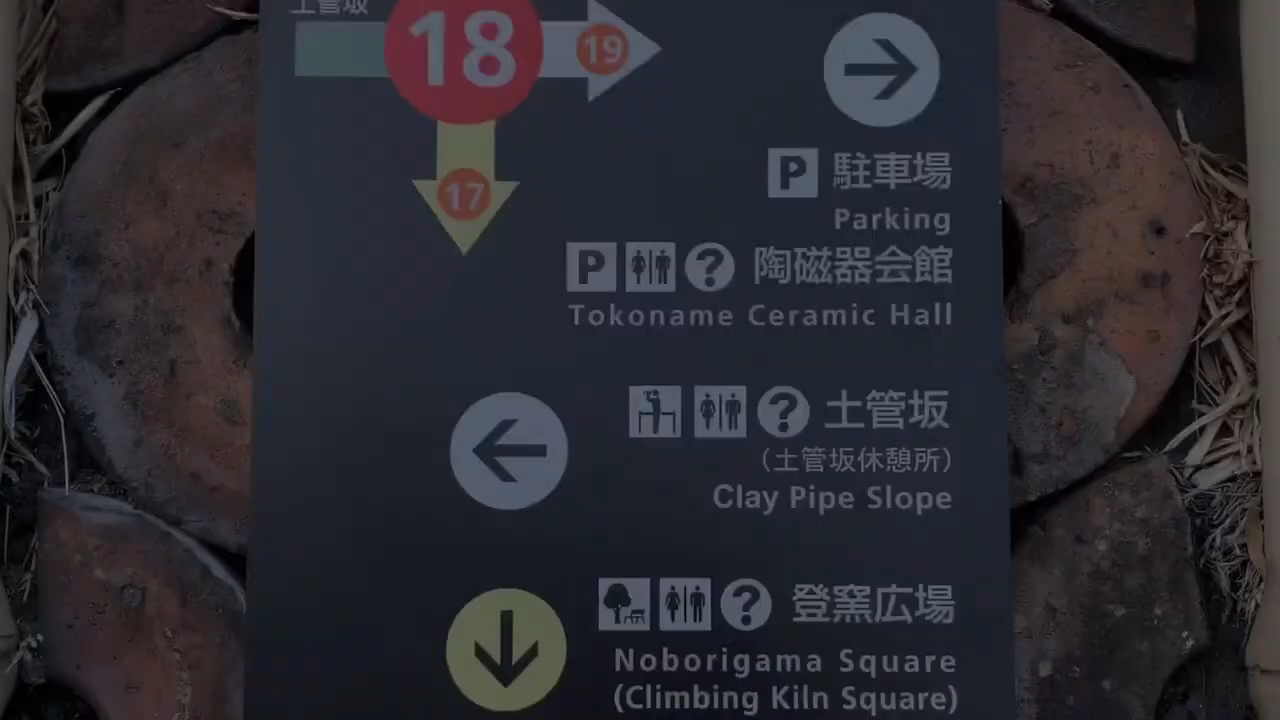 土管坂
18
19
17
P 駐車場
Parking
P ? 陶磁器会館
Tokoname Ceramic Hall
? 土管坂
（土管坂休憩所）
Clay Pipe Slope
? 登窯広場
Noborigama Square
(Climbing Kiln Square)